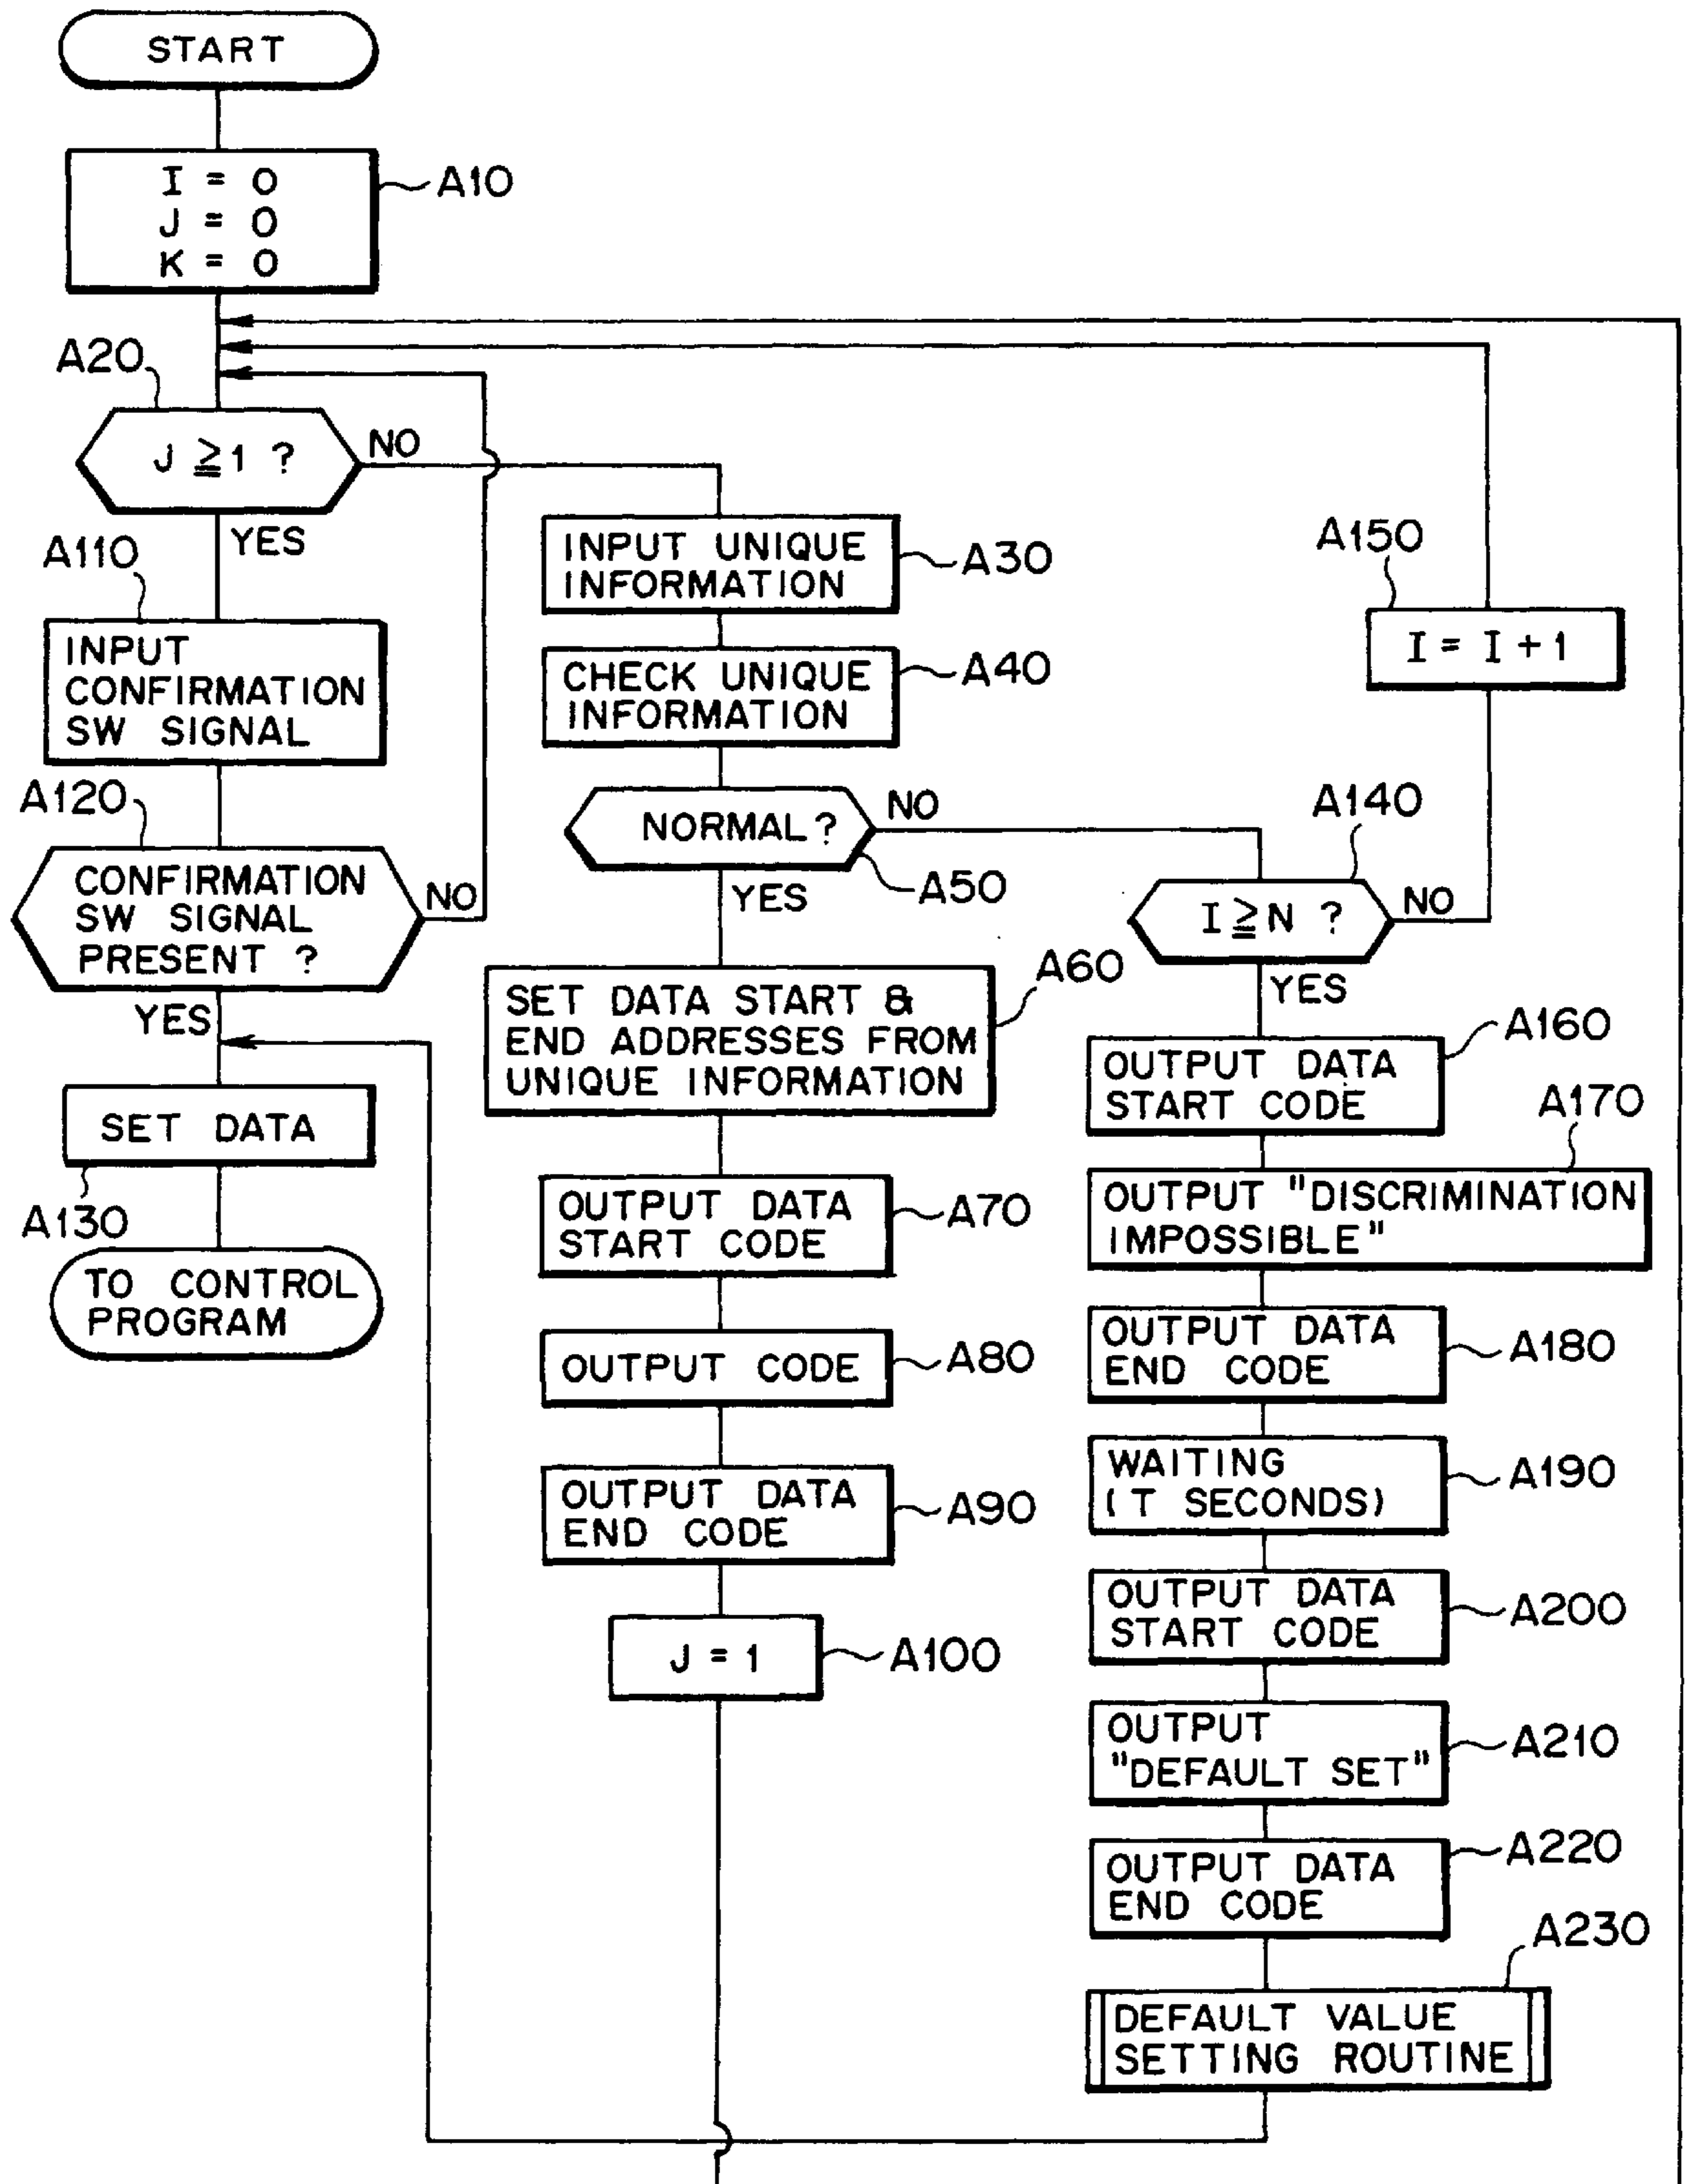 START
I = 0
J = 0
K = 0
A10
A20
J ≧ 1 ?
NO
YES
A110
INPUT
CONFIRMATION
SW SIGNAL
A120
CONFIRMATION
SW SIGNAL
PRESENT ?
NO
YES
SET DATA
A130
TO CONTROL
PROGRAM
INPUT UNIQUE
INFORMATION
A30
CHECK UNIQUE
INFORMATION
A40
NORMAL ?
NO
A50
YES
SET DATA START &
END ADDRESSES FROM
UNIQUE INFORMATION
A60
OUTPUT DATA
START CODE
A70
OUTPUT CODE
A80
OUTPUT DATA
END CODE
A90
J = 1
A100
A150
I = I + 1
A140
I ≧ N ?
NO
YES
OUTPUT DATA
START CODE
A160
A170
OUTPUT "DISCRIMINATION
IMPOSSIBLE"
OUTPUT DATA
END CODE
A180
WAITING
(T SECONDS)
A190
OUTPUT DATA
START CODE
A200
OUTPUT
"DEFAULT SET"
A210
OUTPUT DATA
END CODE
A220
A230
DEFAULT VALUE
SETTING ROUTINE